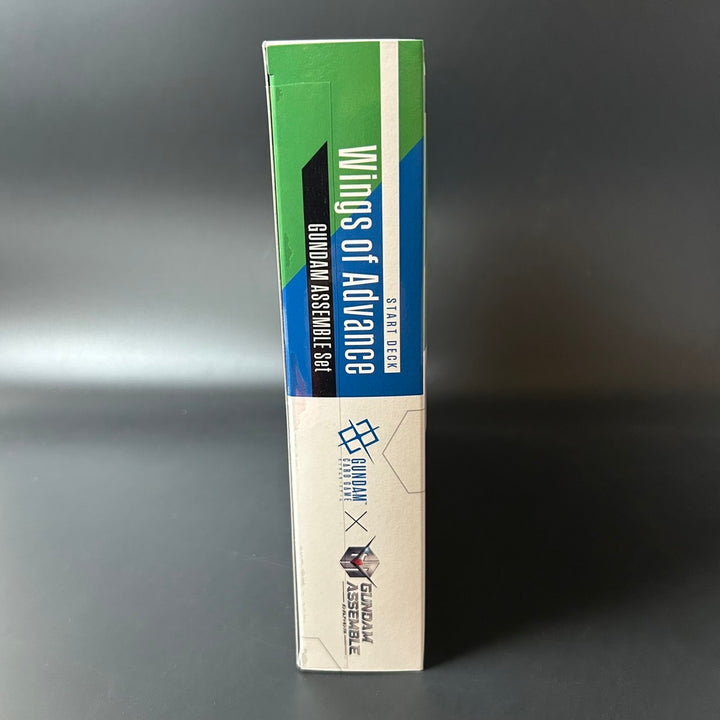 START DECK
Wings of Advance
GUNDAM ASSEMBLE Set
GUNDAM
CARD GAME
×
GUNDAM
ASSEMBLE